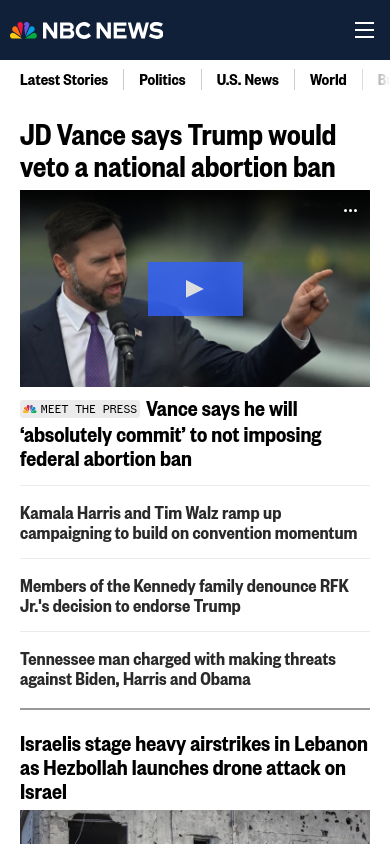 NBC NEWS
Latest Stories
Politics
U.S. News
World
JD Vance says Trump would
veto a national abortion ban
MEET THE PRESS Vance says he will
‘absolutely commit’ to not imposing
federal abortion ban
Kamala Harris and Tim Walz ramp up
campaigning to build on convention momentum
Members of the Kennedy family denounce RFK
Jr.'s decision to endorse Trump
Tennessee man charged with making threats
against Biden, Harris and Obama
Israelis stage heavy airstrikes in Lebanon
as Hezbollah launches drone attack on
Israel